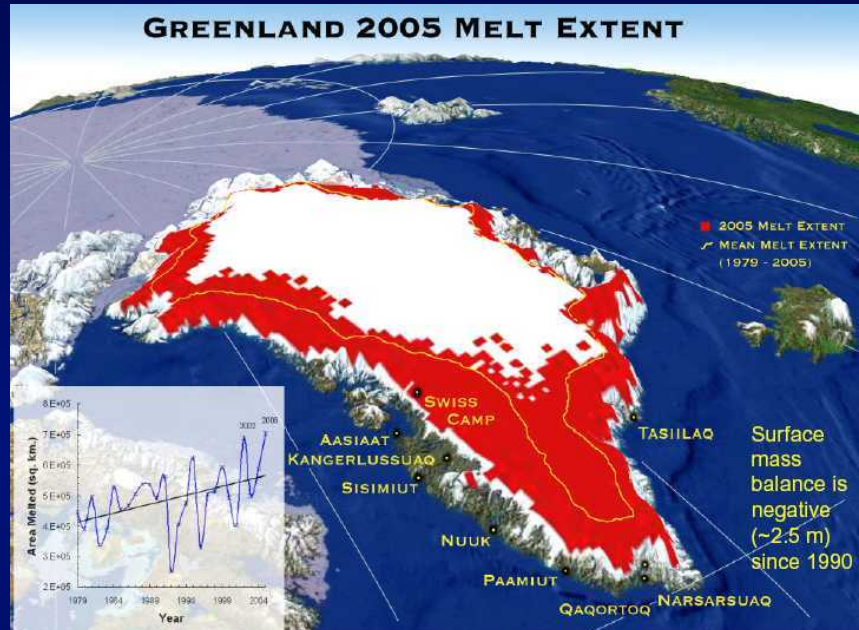 GREENLAND 2005 MELT EXTENT
2005 MELT EXTENT
MEAN MELT EXTENT
(1979 - 2005)
SWISS
CAMP
AASIAAT
KANGERLUSSUAQ
SISIMIUT
NUUK
PAAMIUT
QAQORTOQ
NARSARSUAQ
TASIILAQ
Surface
mass
balance is
negative
(~2.5 m)
since 1990
Area Melted (sq. km.)
8E+05
7E+05
6E+05
5E+05
4E+05
3E+05
2E+05
1979 1984 1989 1994 1999 2004
Year